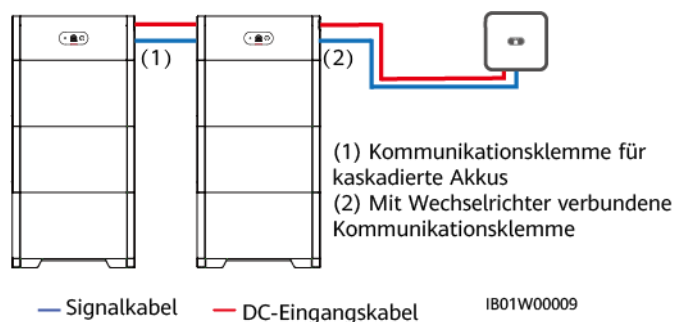 (1)
(2)
(1) Kommunikationsklemme für
kaskadierte Akkus
(2) Mit Wechselrichter verbundene
Kommunikationsklemme
Signalkabel
DC-Eingangskabel
IB01W00009